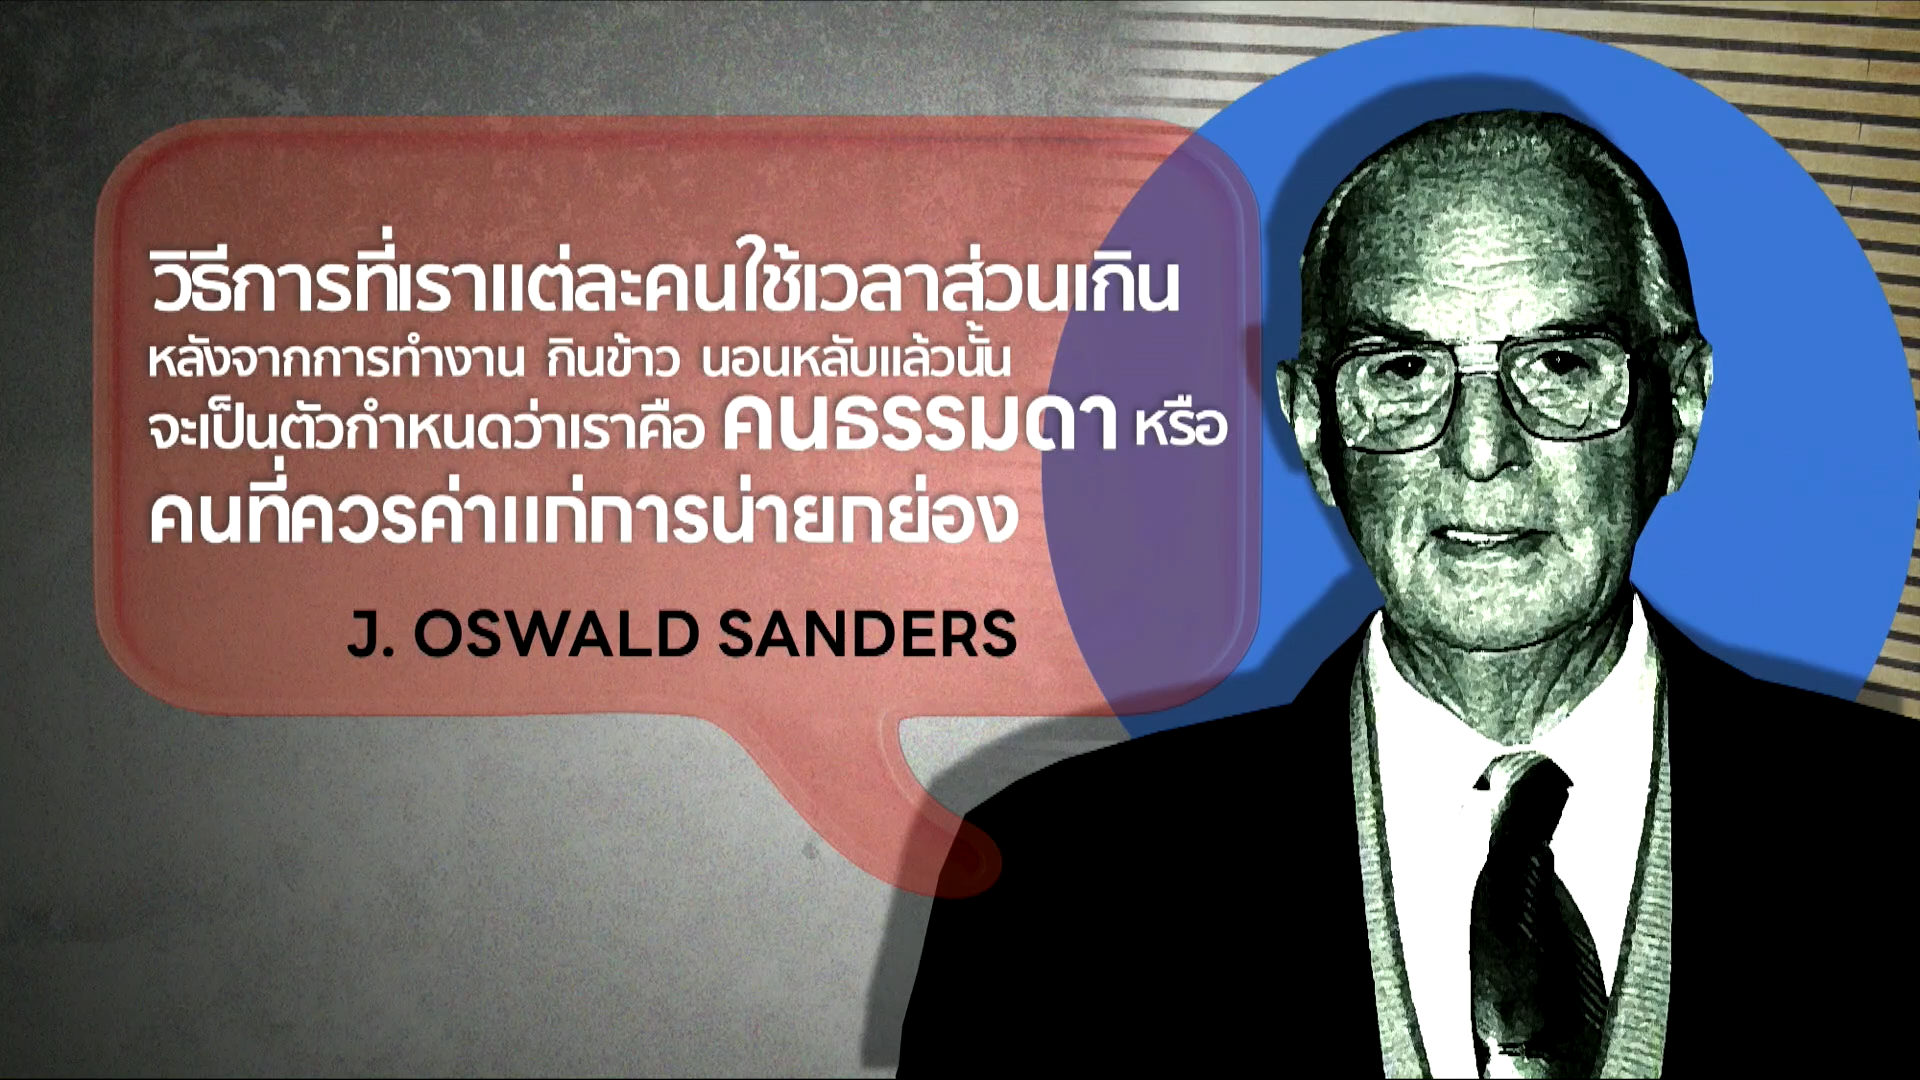 วิธีการที่เราแต่ละคนใช้เวลาส่วนเกิน
หลังจากการทำงาน กินข้าว นอนหลับแล้วนั้น
จะเป็นตัวกำหนดว่าเราคือ คนธรรมดา หรือ
คนที่ควรค่าแก่การน่ายกย่อง
J. OSWALD SANDERS